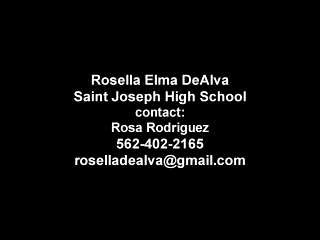 Rosella Elma DeAlva
Saint Joseph High School
contact:
Rosa Rodriguez
562-402-2165
roselladealva@gmail.com